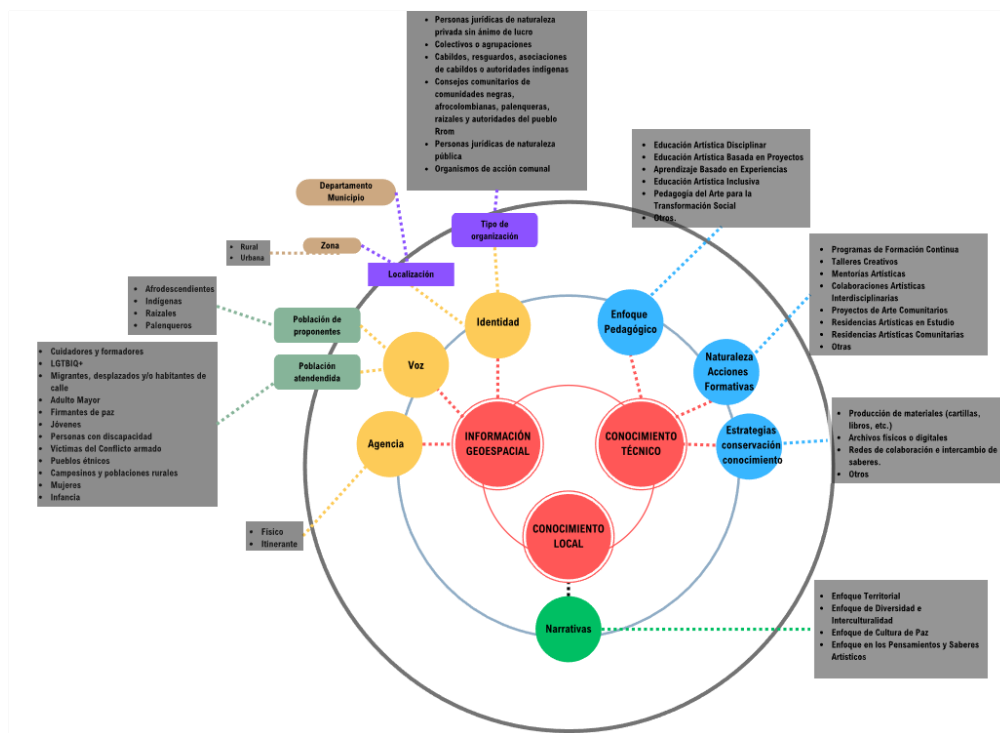 • Personas jurídicas de naturaleza
privada sin ánimo de lucro
• Colectivos o agrupaciones
• Cabildos, resguardos, asociaciones
de cabildos o autoridades indígenas
• Consejos comunitarios de
comunidades negras,
afrocolombianas, palenqueras,
raizales y autoridades del pueblo
Rrom
• Personas jurídicas de naturaleza
pública
• Organismos de acción comunal
• Educación Artística Disciplinar
• Educación Artística Basada en Proyectos
• Aprendizaje Basado en Experiencias
• Educación Artística Inclusiva
• Pedagogía del Arte para la
Transformación Social
• Otros.
Departamento
Municipio
Tipo de
organización
Zona
• Rural
• Urbana
Localización
• Programas de Formación Continua
• Talleres Creativos
• Mentorías Artísticas
• Colaboraciones Artísticas
Interdisciplinarias
• Proyectos de Arte Comunitarios
• Residencias Artísticas en Estudio
• Residencias Artísticas Comunitarias
• Otras
• Afrodescendientes
• Indígenas
• Raizales
• Palenqueros
Población de
proponentes
Identidad
Enfoque
Pedagógico
• Cuidadores y formadores
• LGTBIQ+
• Migrantes, desplazados y/o habitantes de
calle
• Adulto Mayor
• Firmantes de paz
• Jóvenes
• Personas con discapacidad
• Víctimas del Conflicto armado
• Pueblos étnicos
• Campesinos y poblaciones rurales
• Mujeres
• Infancia
Población
atendendida
Voz
Naturaleza
Acciones
Formativas
Agencia
INFORMACIÓN
GEOESPACIAL
CONOCIMIENTO
TÉCNICO
Estrategias
conservación
conocimiento
• Producción de materiales (cartillas,
libros, etc.)
• Archivos físicos o digitales
• Redes de colaboración e intercambio de
saberes.
• Otros
• Físico
• Itinerante
CONOCIMIENTO
LOCAL
Narrativas
• Enfoque Territorial
• Enfoque de Diversidad e
Interculturalidad
• Enfoque de Cultura de Paz
• Enfoque en los Pensamientos y Saberes
Artísticos